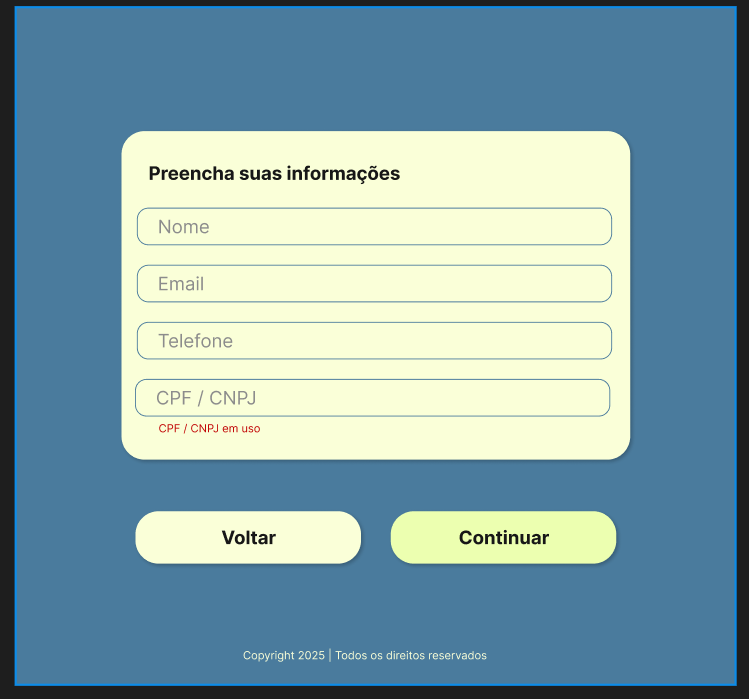 Preencha suas informações
Nome
Email
Telefone
CPF / CNPJ
CPF / CNPJ em uso
Voltar
Continuar
Copyright 2025 | Todos os direitos reservados